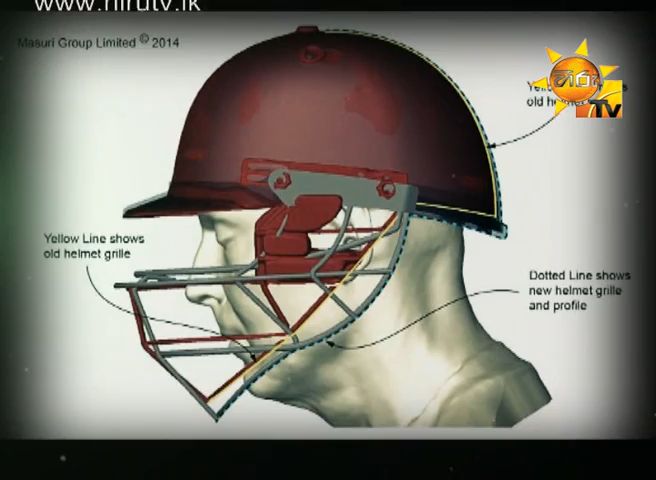 www.hirutv.lk
Masuri Group Limited © 2014
old
හිරු
TV
Yellow Line shows
old helmet grille
Dotted Line shows
new helmet grille
and profile